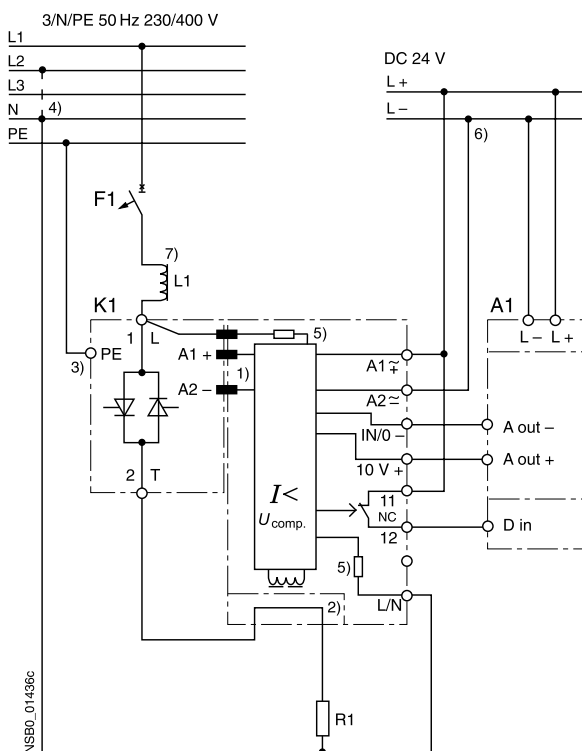 3/N/PE 50 Hz 230/400 V
L1
L2
DC 24 V
L3
L +
N
4)
L –
PE
6)
F1
7)
L1
K1
A1
1
L
5)
L –
L +
PE
A1 +
3)
1)
A1 ≂
+
A2 –
A2 ≂
–
IN/0 –
A out –
10 V +
A out +
2
T
I<
U comp.
11
NC
12
D in
5)
L/N
2)
R1
NSB0_01436c